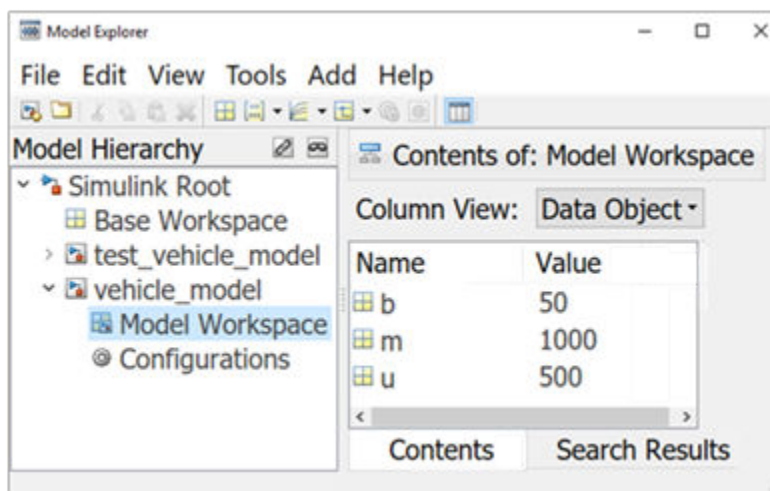 Model Explorer
File Edit View Tools Add Help
Model Hierarchy
Simulink Root
Base Workspace
test_vehicle_model
vehicle_model
Model Workspace
Configurations
Contents of: Model Workspace
Column View: Data Object
Name Value
b 50
m 1000
u 500
Contents Search Results